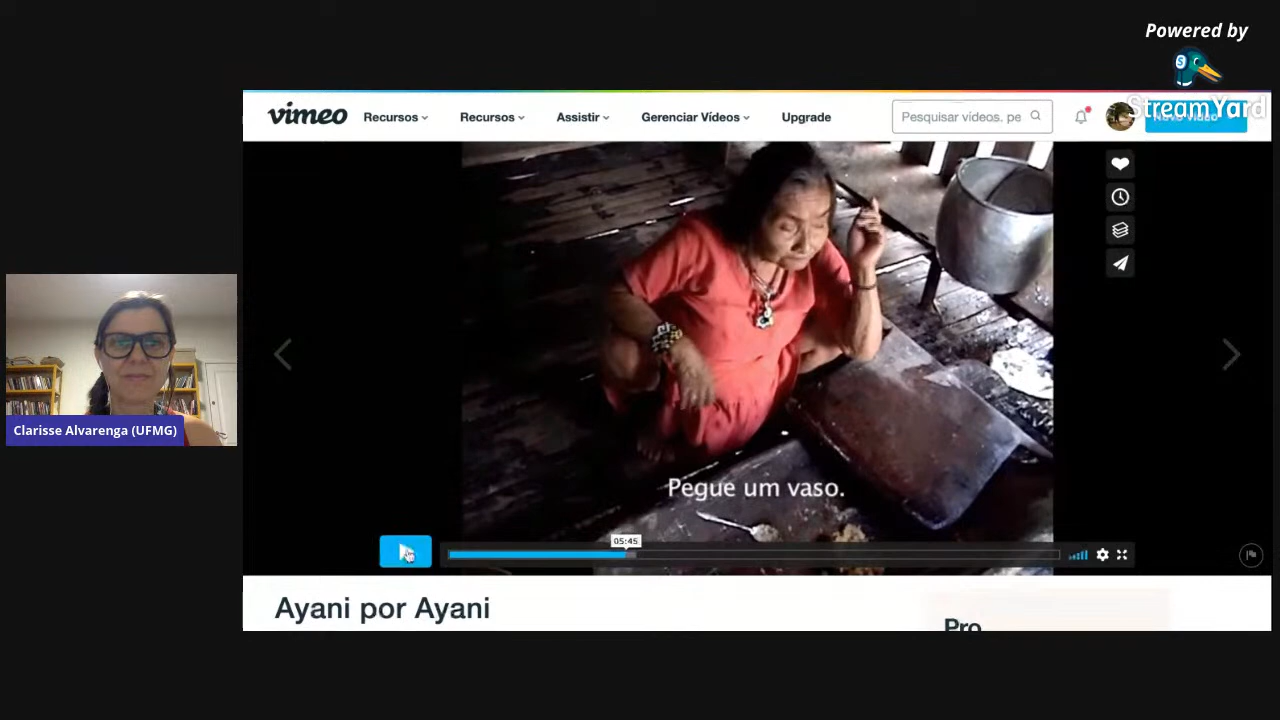 Powered by
StreamYard
vimeo
Recursos
Recursos
Assistir
Gerenciar Vídeos
Upgrade
Pesquisar videos. pe
Pegue um vaso.
05:45
Clarisse Alvarenga (UFMG)
Ayani por Ayani
Pro